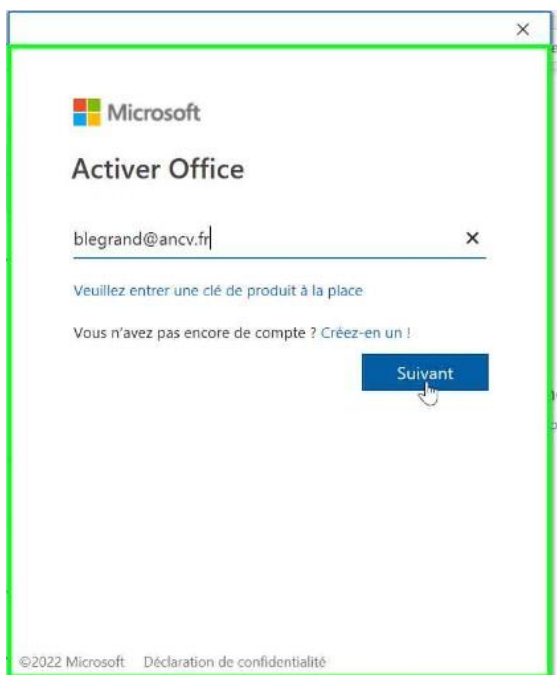 Microsoft
Activer Office
blegrand@ancv.fr
Veuillez entrer une clé de produit à la place
Vous n'avez pas encore de compte ? Créez-en un !
Suivant
©2022 Microsoft Déclaration de confidentialité